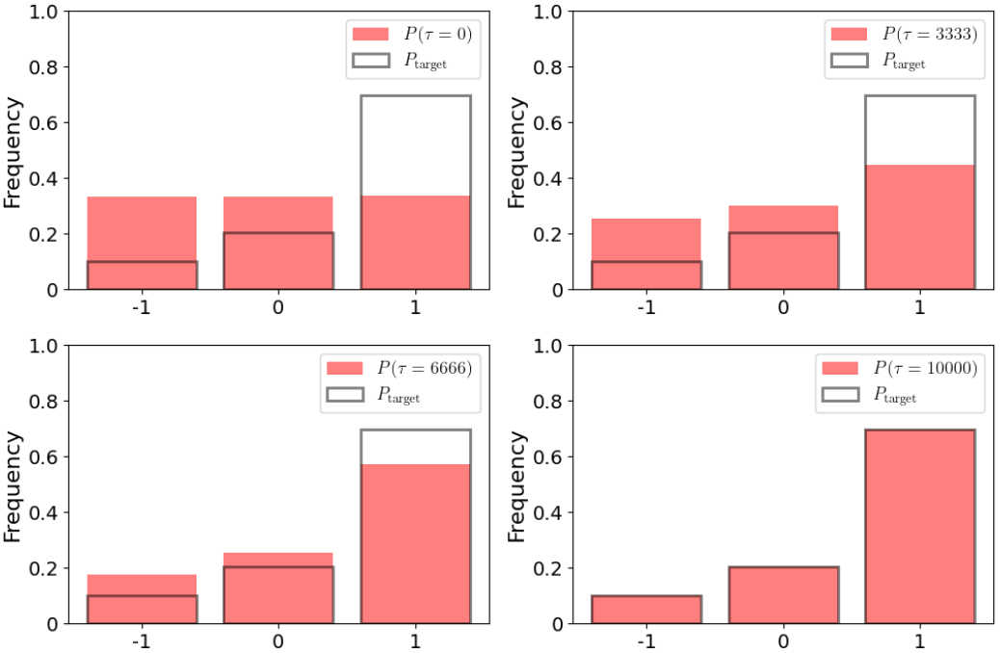 1.0
0.8
0.6
0.4
0.2
0
Frequency
-1 0 1
P(τ = 0)
P_target
1.0
0.8
0.6
0.4
0.2
0
Frequency
-1 0 1
P(τ = 3333)
P_target
1.0
0.8
0.6
0.4
0.2
0
Frequency
-1 0 1
P(τ = 6666)
P_target
1.0
0.8
0.6
0.4
0.2
0
Frequency
-1 0 1
P(τ = 10000)
P_target